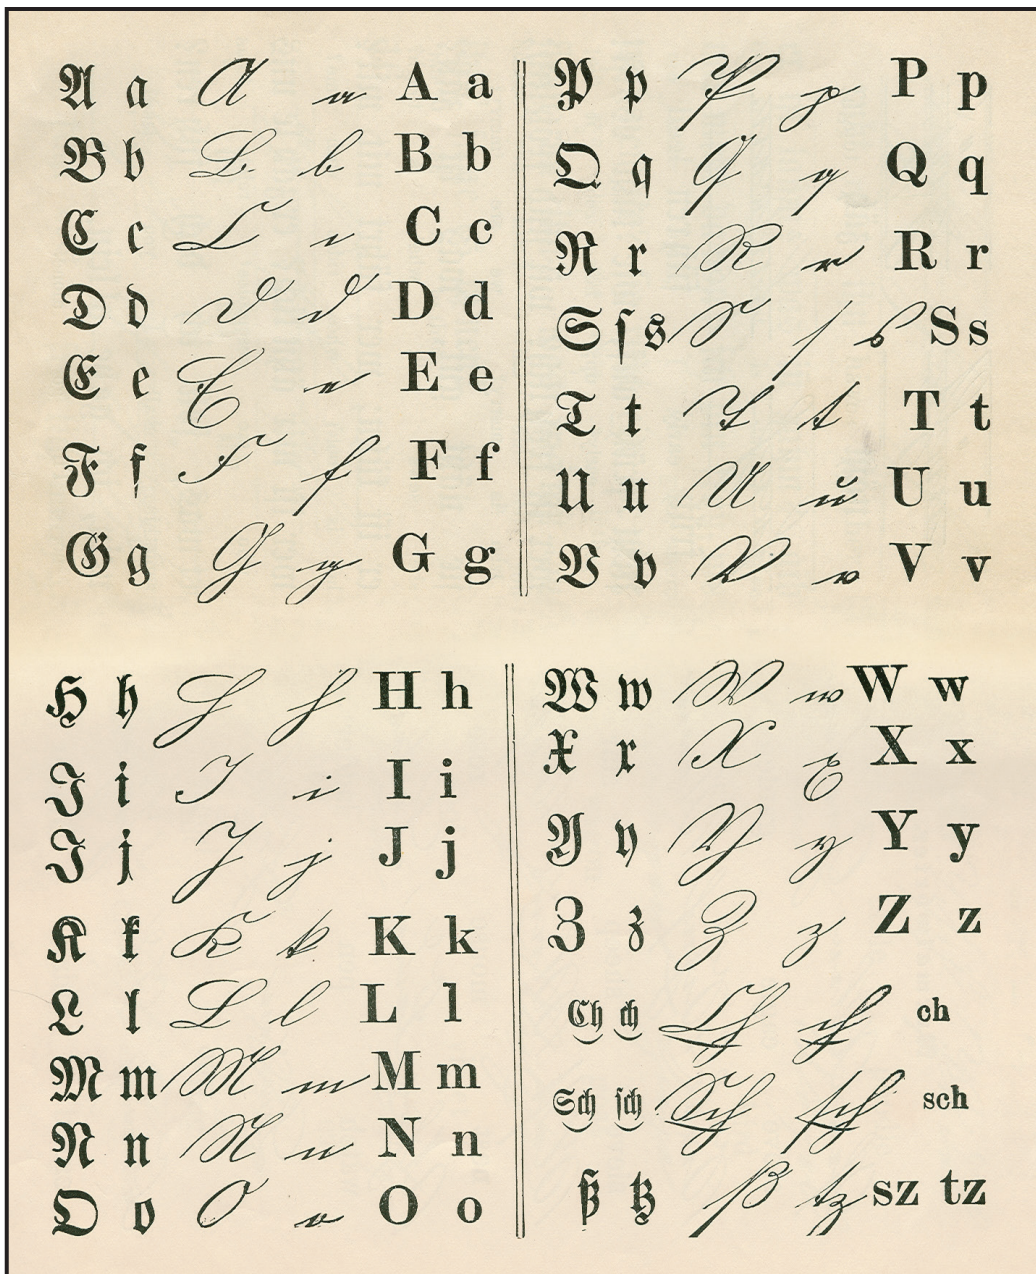 A a A a A a
B b B b B b
C c C c C c
D d D d D d
E e E e E e
F f F f F f
G g G g G g
H h H h H h
I i I i I i
J j J j J j
K k K k K k
L l L l L l
M m M m M m
N n N n N n
O o O o O o
P p P p P p
Q q Q q Q q
R r R r R r
S ſ s S ſ s S s
T t T t T t
U u U u U u
V v V v V v
W w W w W w
X x X x X x
Y y Y y Y y
Z z Z z Z z
Ch ch Ch ch ch
Sch ſch Sch ſch sch
ß tz ß tz sz tz